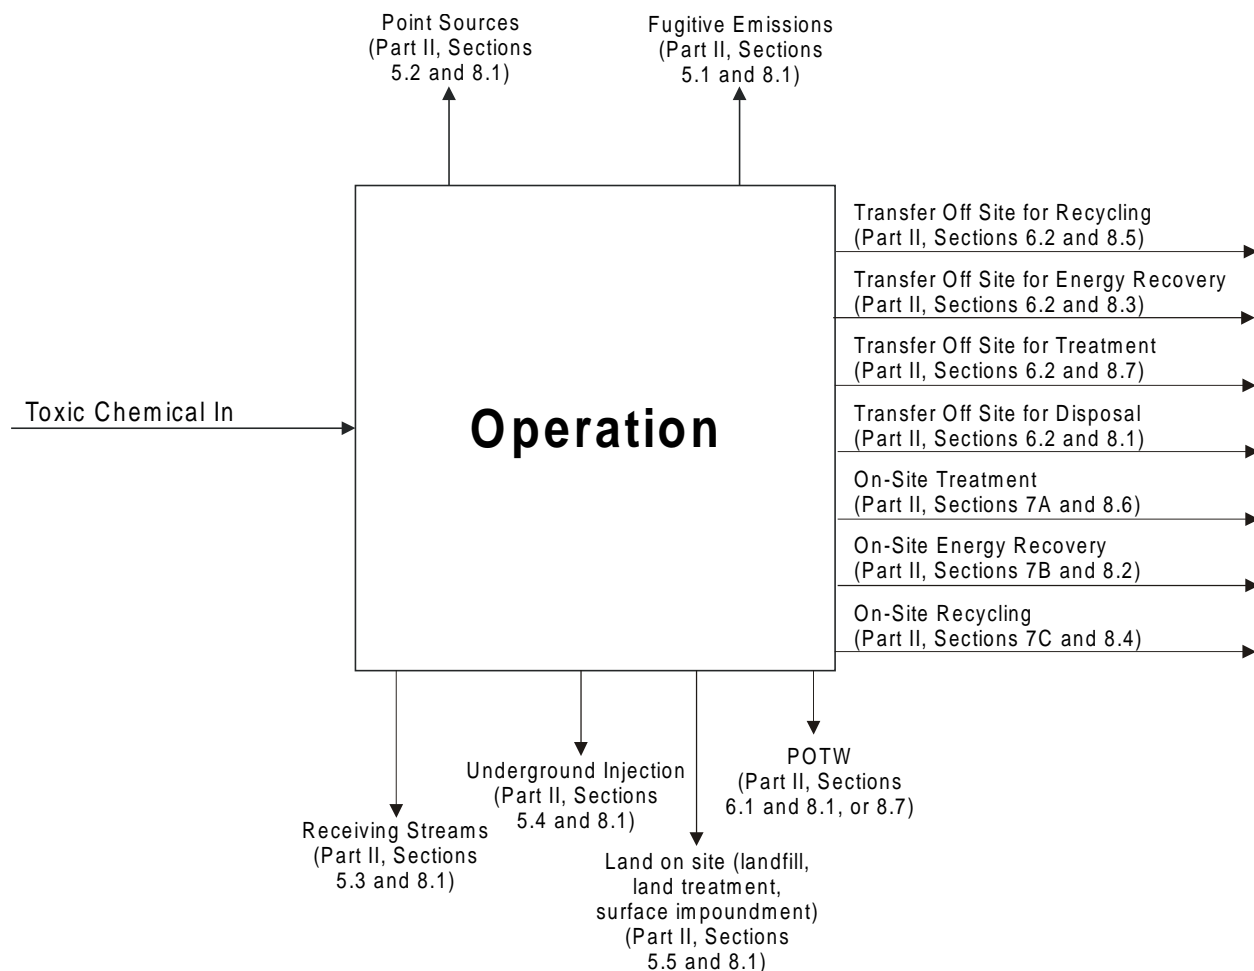 Point Sources
(Part II, Sections
5.2 and 8.1)
Fugitive Emissions
(Part II, Sections
5.1 and 8.1)
Transfer Off Site for Recycling
(Part II, Sections 6.2 and 8.5)
Transfer Off Site for Energy Recovery
(Part II, Sections 6.2 and 8.3)
Transfer Off Site for Treatment
(Part II, Sections 6.2 and 8.7)
Toxic Chemical In
Operation
Transfer Off Site for Disposal
(Part II, Sections 6.2 and 8.1)
On-Site Treatment
(Part II, Sections 7A and 8.6)
On-Site Energy Recovery
(Part II, Sections 7B and 8.2)
On-Site Recycling
(Part II, Sections 7C and 8.4)
Receiving Streams
(Part II, Sections
5.3 and 8.1)
Underground Injection
(Part II, Sections
5.4 and 8.1)
Land on site (landfill,
land treatment,
surface impoundment)
(Part II, Sections
5.5 and 8.1)
POTW
(Part II, Sections
6.1 and 8.1, or 8.7)